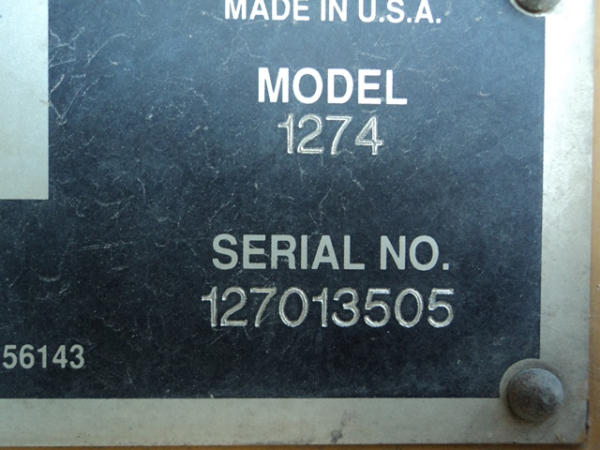 MADE IN U.S.A.
MODEL
1274
SERIAL NO.
127013505
56143